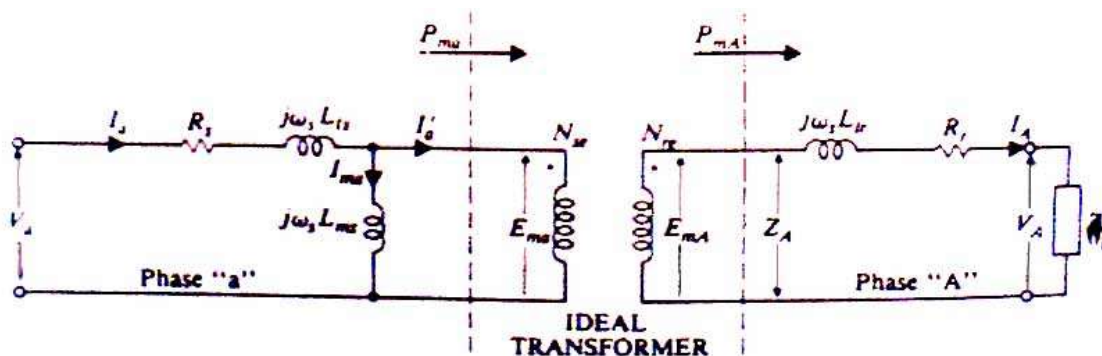 P_ma P_mA
I_a R_s jω_s L_ls I'_a N_se N_re jω_s L_lr R_r I_A
I_ma
V_a jω_s L_ms E_ma E_mA Z_A V_A
Phase "a" Phase "A"
IDEAL
TRANSFORMER